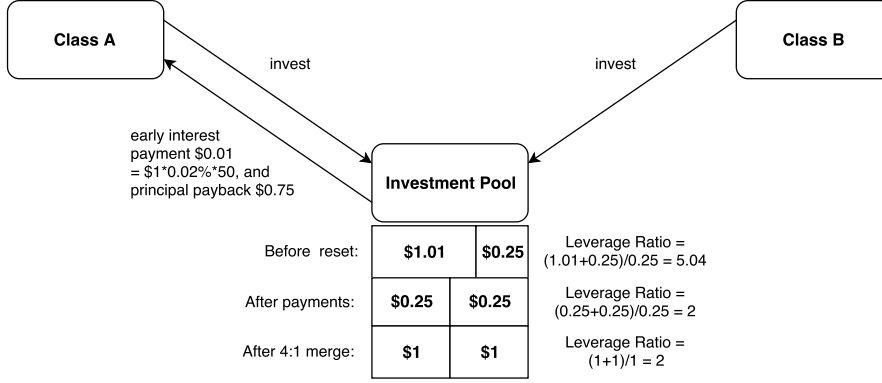 Class A
Class B
invest
invest
early interest
payment $0.01
= $1*0.02%*50, and
principal payback $0.75
Investment Pool
Before  reset:
$1.01
$0.25
Leverage Ratio =
(1.01+0.25)/0.25 = 5.04
After payments:
$0.25
$0.25
Leverage Ratio =
(0.25+0.25)/0.25 = 2
After 4:1 merge:
$1
$1
Leverage Ratio =
(1+1)/1 = 2